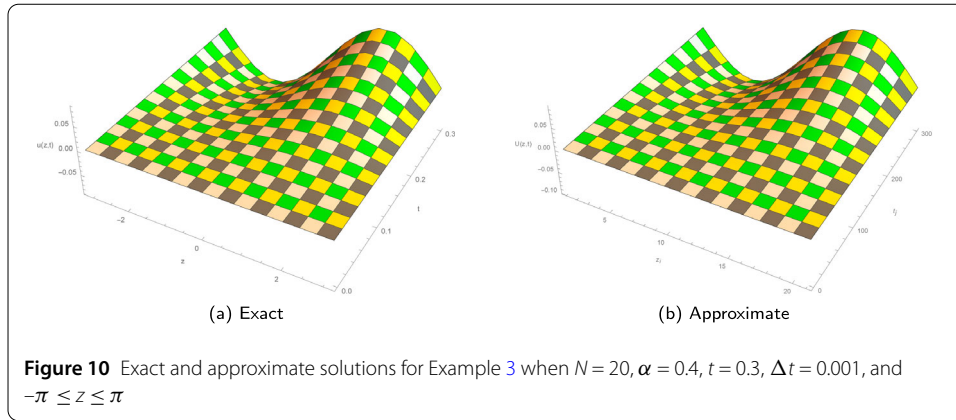 0.05
u(z,t) 0.00
−0.05
−2
0
z
2
0.0
0.1
t
0.2
0.3
(a) Exact
0.05
U(z,t) 0.00
−0.05
−0.10
5
10
zᵢ
15
20
0
100
tⱼ
200
300
(b) Approximate
Figure 10 Exact and approximate solutions for Example 3 when N = 20, α = 0.4, t = 0.3, Δt = 0.001, and
−π ≤ z ≤ π